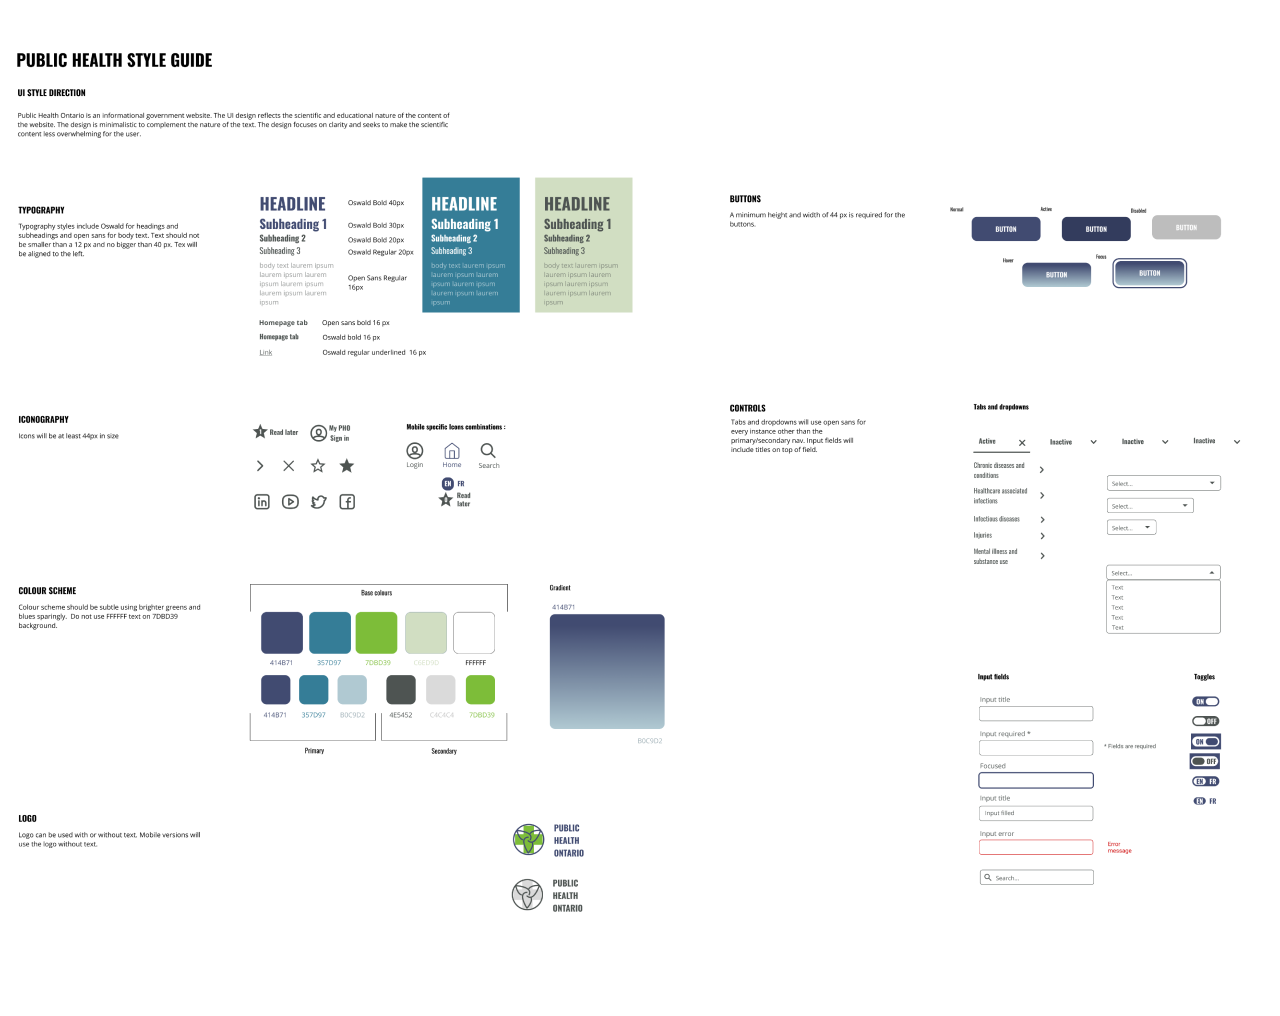 PUBLIC HEALTH STYLE GUIDE
UI STYLE DIRECTION
Public Health Ontario is an informational government website. The UI design reflects the scientific and educational nature of the content of
the website. The design is minimalistic to complement the nature of the text. The design focuses on clarity and seeks to make the scientific
content less overwhelming for the user.
TYPOGRAPHY
Typography styles include Oswald for headings and
subheadings and open sans for body text. Text should not
be smaller than a 12 px and no bigger than 40 px. Tex will
be aligned to the left.
HEADLINE
Subheading 1
Subheading 2
Subheading 3
body text laurem ipsum
laurem ipsum laurem
ipsum laurem ipsum
laurem ipsum laurem
ipsum
Oswald Bold 40px
Oswald Bold 30px
Oswald Bold 20px
Oswald Regular 20px
Open Sans Regular
16px
HEADLINE
Subheading 1
Subheading 2
Subheading 3
body text laurem ipsum
laurem ipsum laurem
ipsum laurem ipsum
laurem ipsum laurem
ipsum
HEADLINE
Subheading 1
Subheading 2
Subheading 3
body text laurem ipsum
laurem ipsum laurem
ipsum laurem ipsum
laurem ipsum laurem
ipsum
Homepage tab Open sans bold 16 px
Homepage tab Oswald bold 16 px
Link Oswald regular underlined 16 px
ICONOGRAPHY
Icons will be at least 44px in size
Read later
My PHO
Sign in
Mobile specific Icons combinations :
Login
Home
Search
EN FR
Read
later
COLOUR SCHEME
Colour scheme should be subtle using brighter greens and
blues sparingly. Do not use FFFFFF text on 7DBD39
background.
Base colours
414B71 357D97 7DBD39 FFFFFF
414B71 357D97 B0C9D2 4E5452 C4C4C4 7DBD39
Primary
Secondary
Gradient
414B71
B0C9D2
LOGO
Logo can be used with or without text. Mobile versions will
use the logo without text.
PUBLIC
HEALTH
ONTARIO
PUBLIC
HEALTH
ONTARIO
BUTTONS
A minimum height and width of 44 px is required for the
buttons.
Normal
BUTTON
Active
BUTTON
Disabled
BUTTON
Hover
BUTTON
Focus
BUTTON
CONTROLS
Tabs and dropdowns will use open sans for
every instance other than the
primary/secondary nav. Input fields will
include titles on top of field.
Tabs and dropdowns
Active
Inactive
Inactive
Inactive
Chronic diseases and
conditions
Healthcare associated
infections
Infectious diseases
Injuries
Mental illness and
substance use
Select...
Select...
Select...
Select...
Text
Text
Text
Text
Text
Input fields
Input title
Input required *
* Fields are required
Focused
Input title
Input filled
Input error
Error
message
Search...
Toggles
ON
OFF
ON
OFF
EN FR
EN FR